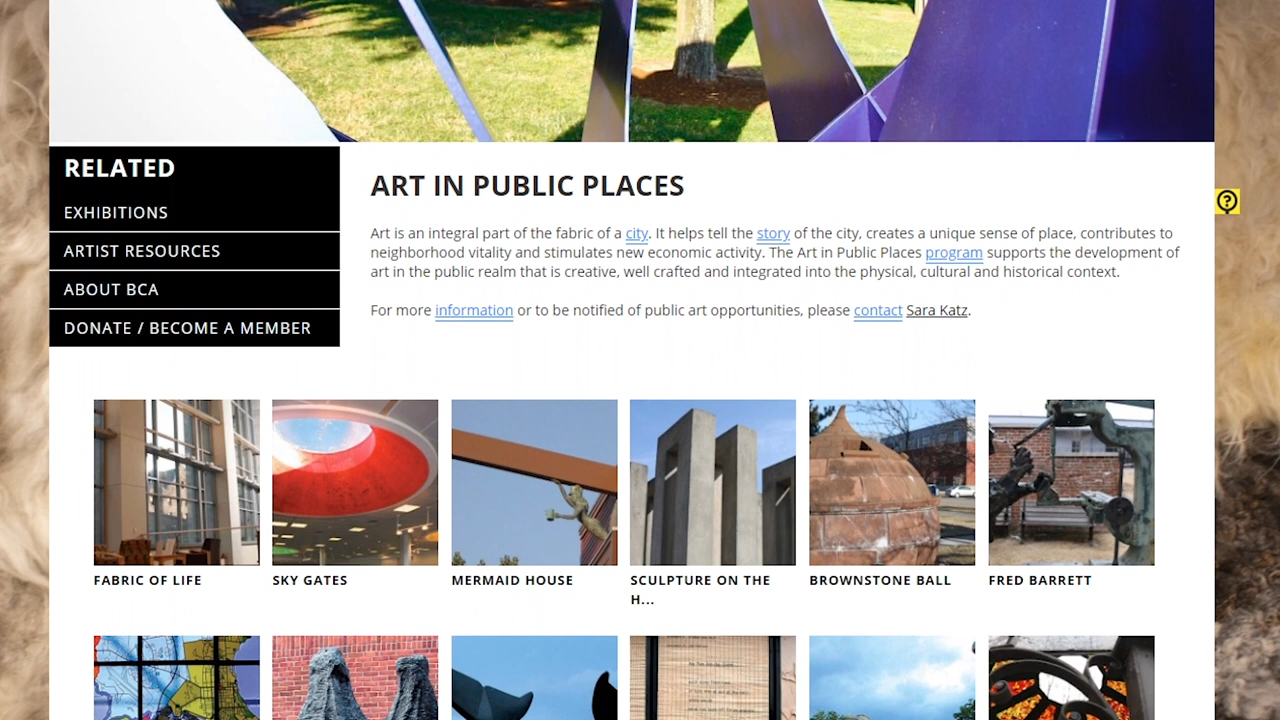 RELATED
EXHIBITIONS
ARTIST RESOURCES
ABOUT BCA
DONATE / BECOME A MEMBER
ART IN PUBLIC PLACES
Art is an integral part of the fabric of a city. It helps tell the story of the city, creates a unique sense of place, contributes to
neighborhood vitality and stimulates new economic activity. The Art in Public Places program supports the development of
art in the public realm that is creative, well crafted and integrated into the physical, cultural and historical context.
For more information or to be notified of public art opportunities, please contact Sara Katz.
?
FABRIC OF LIFE
SKY GATES
MERMAID HOUSE
SCULPTURE ON THE
H...
BROWNSTONE BALL
FRED BARRETT